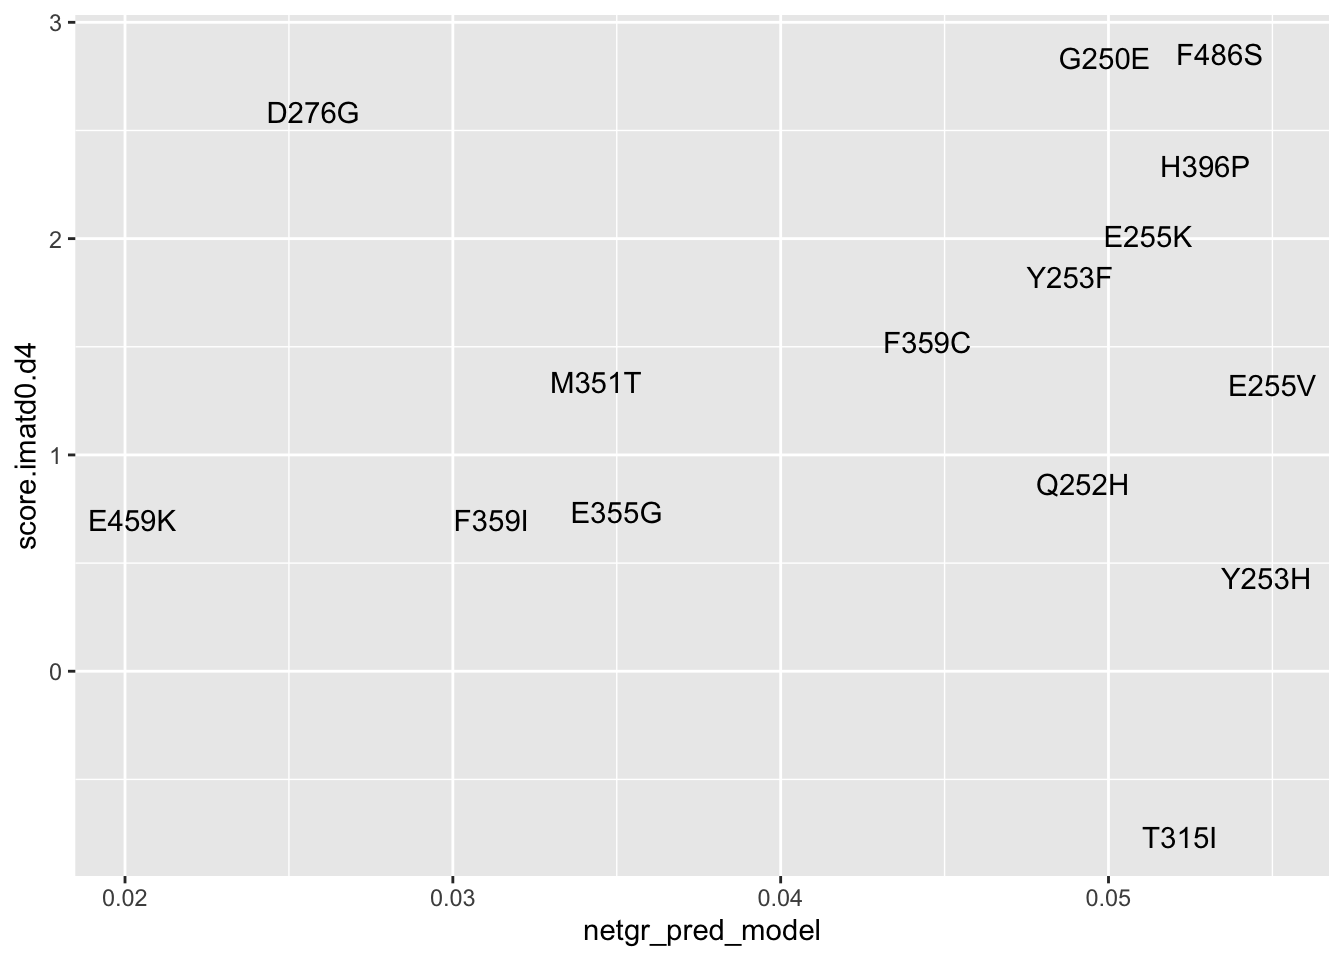 3
G250E
F486S
D276G
H396P
2
E255K
Y253F
F359C
M351T
E255V
1
Q252H
E459K
F359I
E355G
Y253H
0
T315I
0.02
0.03
0.04
0.05
netgr_pred_model
score.imatd0.d4